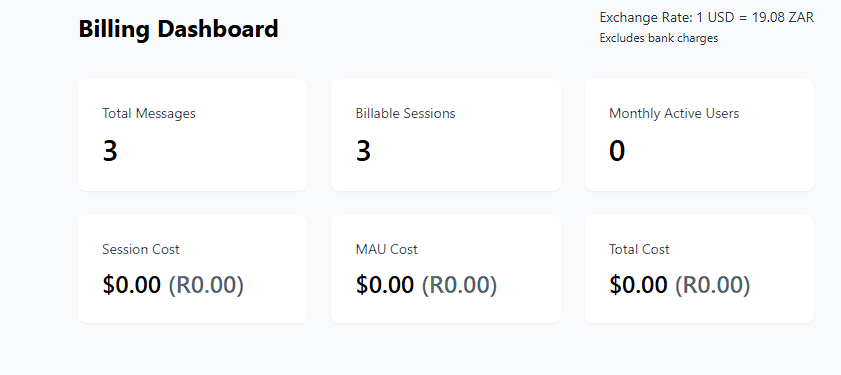 Billing Dashboard
Exchange Rate: 1 USD = 19.08 ZAR
Excludes bank charges
Total Messages
3
Billable Sessions
3
Monthly Active Users
0
Session Cost
$0.00 (R0.00)
MAU Cost
$0.00 (R0.00)
Total Cost
$0.00 (R0.00)